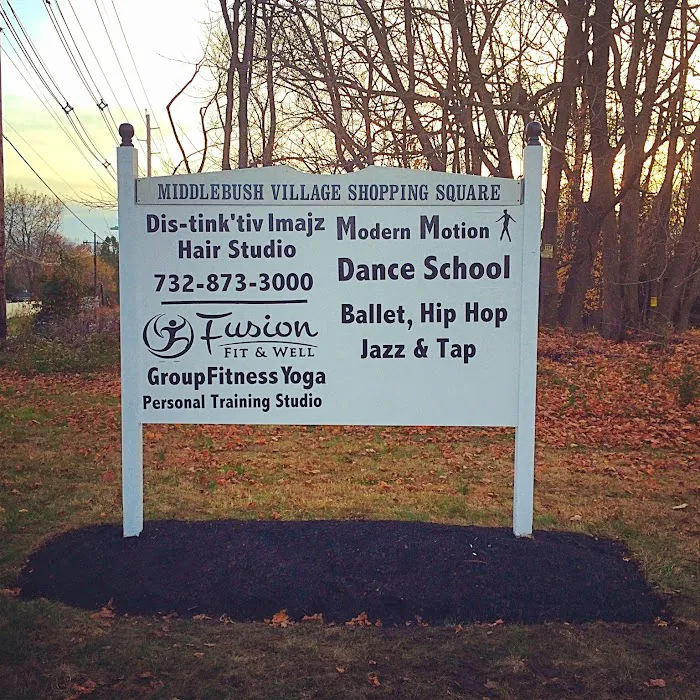 MIDDLEBUSH VILLAGE SHOPPING SQUARE
Dis-tink'tiv Imajz
Hair Studio
732-873-3000
Fusion
FIT & WELL
GroupFitness Yoga
Personal Training Studio
Modern Motion
Dance School
Ballet, Hip Hop
Jazz & Tap